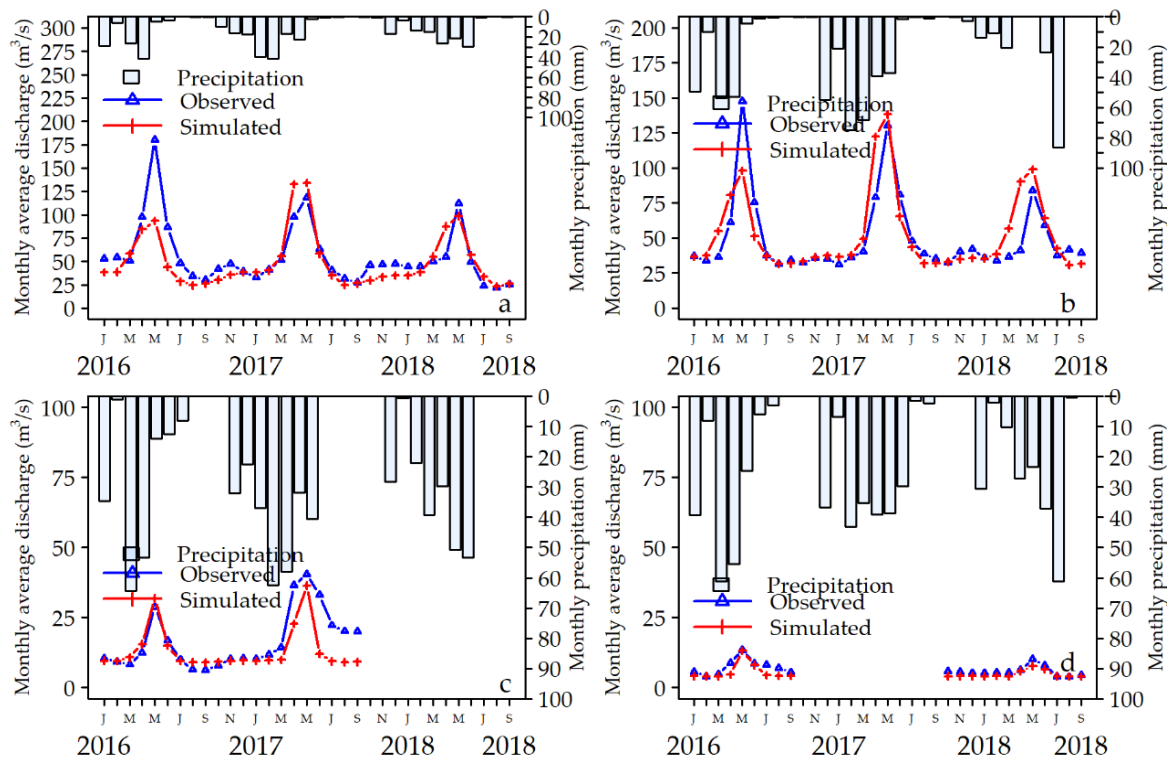 Monthly average discharge (m³/s)
300
275
250
225
200
175
150
125
100
75
50
25
0
Precipitation
Observed
Simulated
a
0
10
20
30
40
50
60
70
80
90
100
Monthly precipitation (mm)
J M M J S N J M M J S N J M M J S
2016 2017 2018 2018
Monthly average discharge (m³/s)
200
175
150
125
100
75
50
25
0
Precipitation
Observed
Simulated
b
0
20
40
60
80
100
Monthly precipitation (mm)
J M M J S N J M M J S N J M M J S
2016 2017 2018 2018
Monthly average discharge (m³/s)
100
75
50
25
0
Precipitation
Observed
Simulated
c
0
10
20
30
40
50
60
70
80
90
100
Monthly precipitation (mm)
J M M J S N J M M J S N J M M J S
2016 2017 2018 2018
Monthly average discharge (m³/s)
100
75
50
25
0
Precipitation
Observed
Simulated
d
0
10
20
30
40
50
60
70
80
90
100
Monthly precipitation (mm)
J M M J S N J M M J S N J M M J S
2016 2017 2018 2018